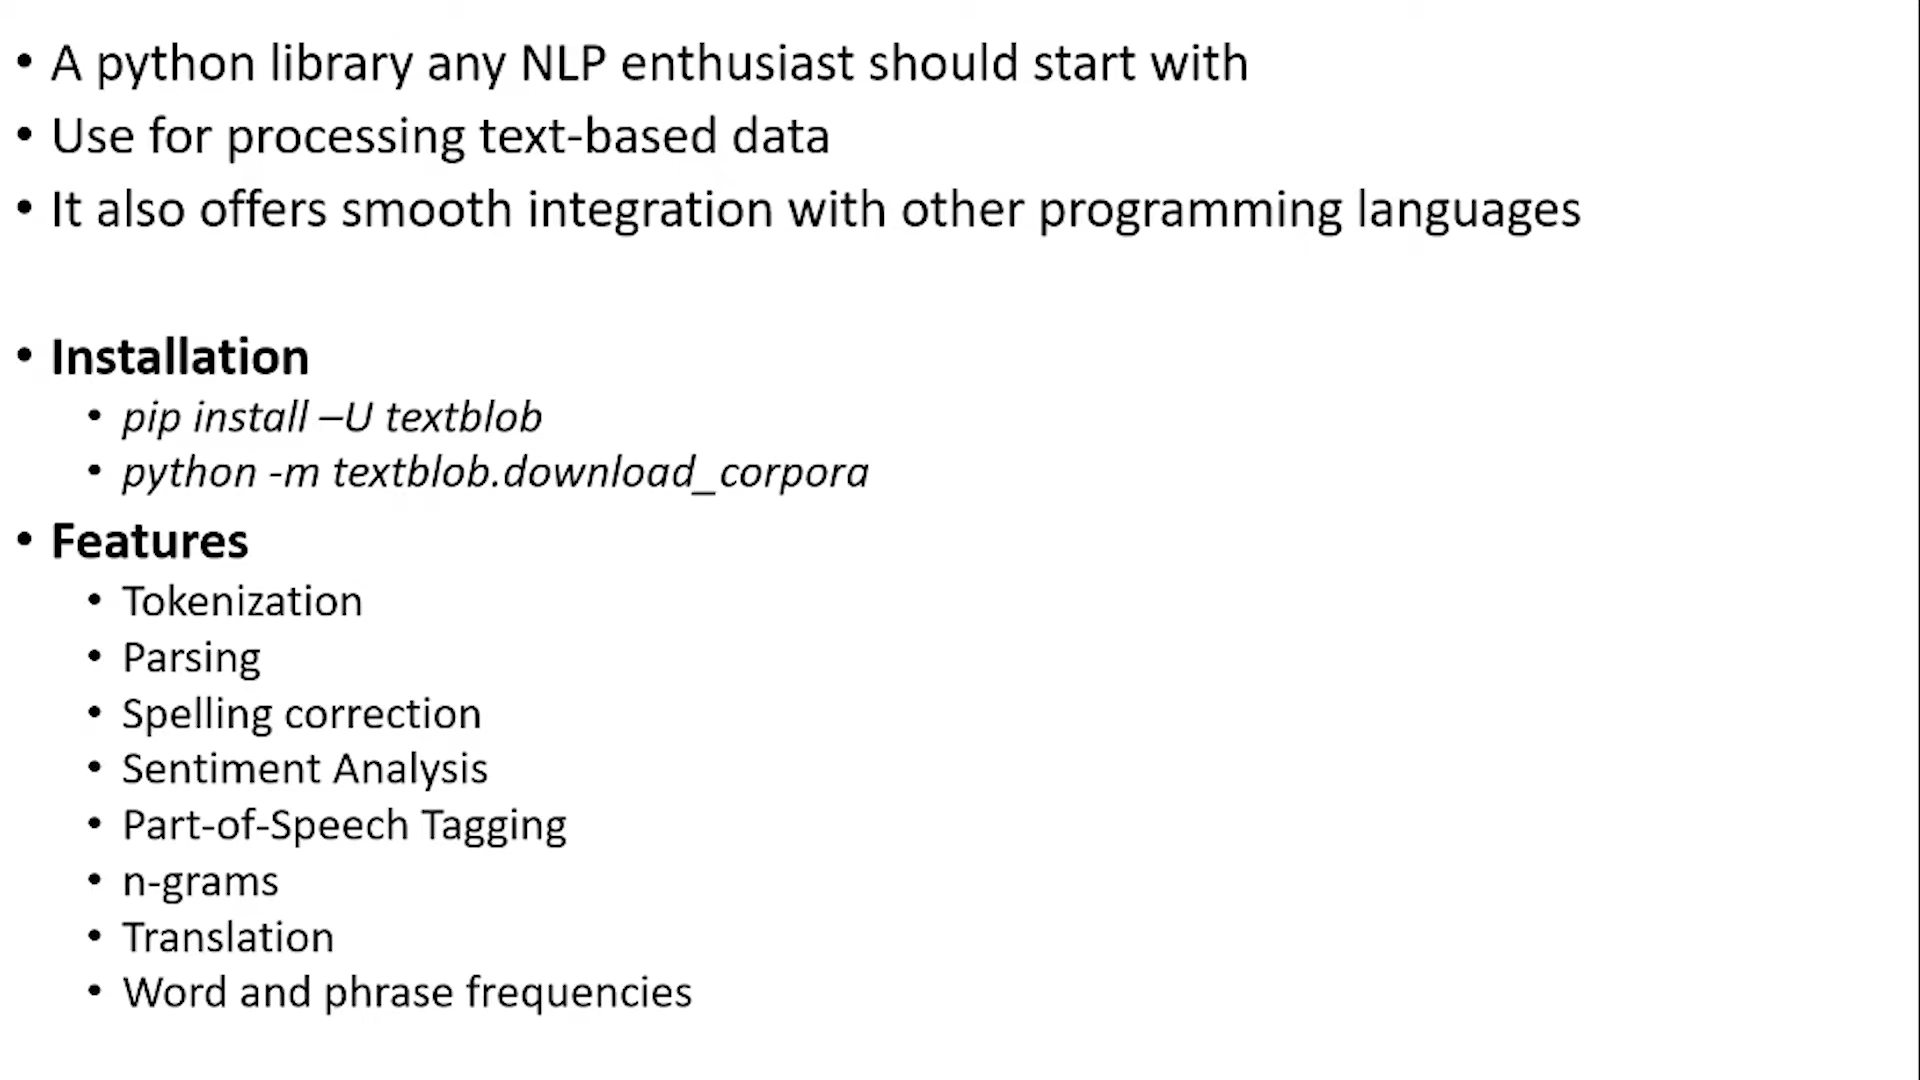 • A python library any NLP enthusiast should start with
• Use for processing text-based data
• It also offers smooth integration with other programming languages
• Installation
• pip install –U textblob
• python -m textblob.download_corpora
• Features
• Tokenization
• Parsing
• Spelling correction
• Sentiment Analysis
• Part-of-Speech Tagging
• n-grams
• Translation
• Word and phrase frequencies